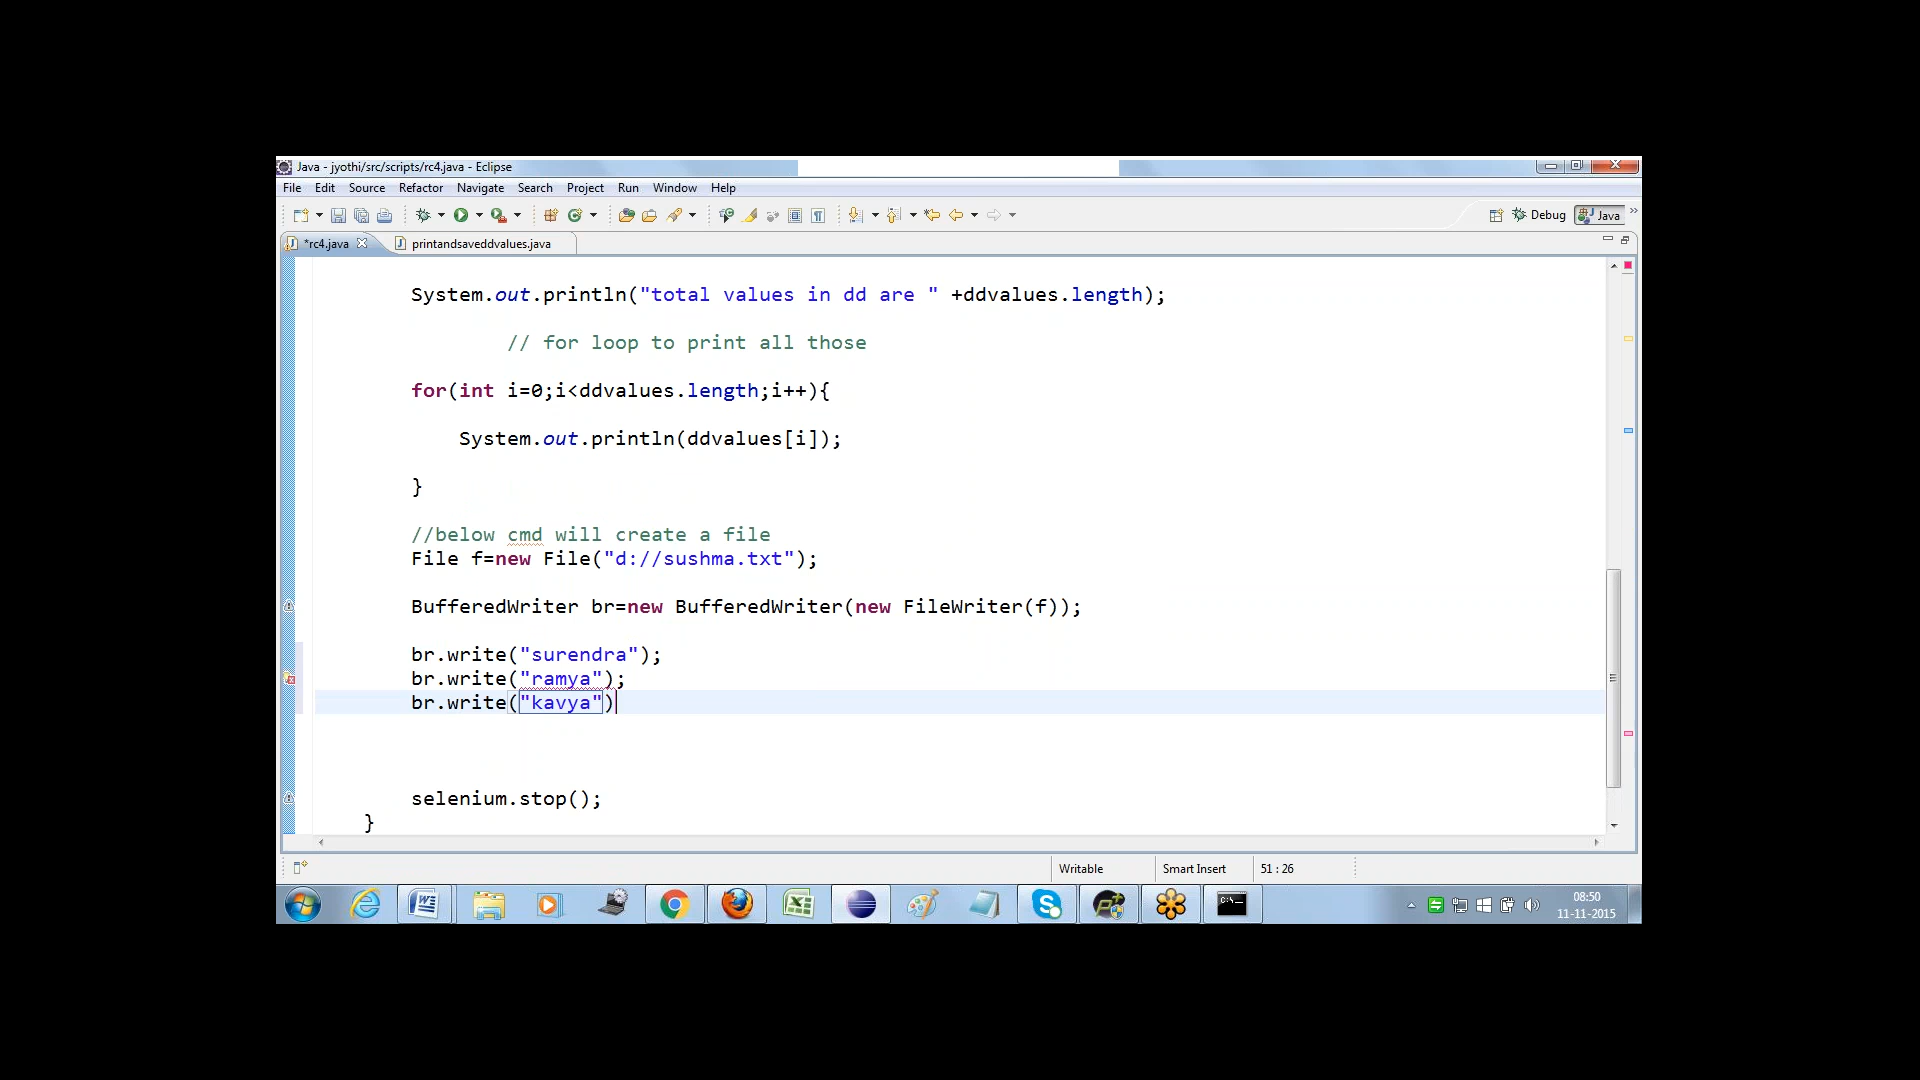 Java - jyothi/src/scripts/rc4.java - Eclipse
File Edit Source Refactor Navigate Search Project Run Window Help
Debug Java
*rc4.java printandsaveddvalues.java
System.out.println("total values in dd are " +ddvalues.length);
// for loop to print all those
for(int i=0;i<ddvalues.length;i++){
System.out.println(ddvalues[i]);
}
//below cmd will create a file
File f=new File("d://sushma.txt");
BufferedWriter br=new BufferedWriter(new FileWriter(f));
br.write("surendra");
br.write("ramya");
br.write("kavya")
selenium.stop();
}
Writable Smart Insert 51 : 26
08:50
11-11-2015